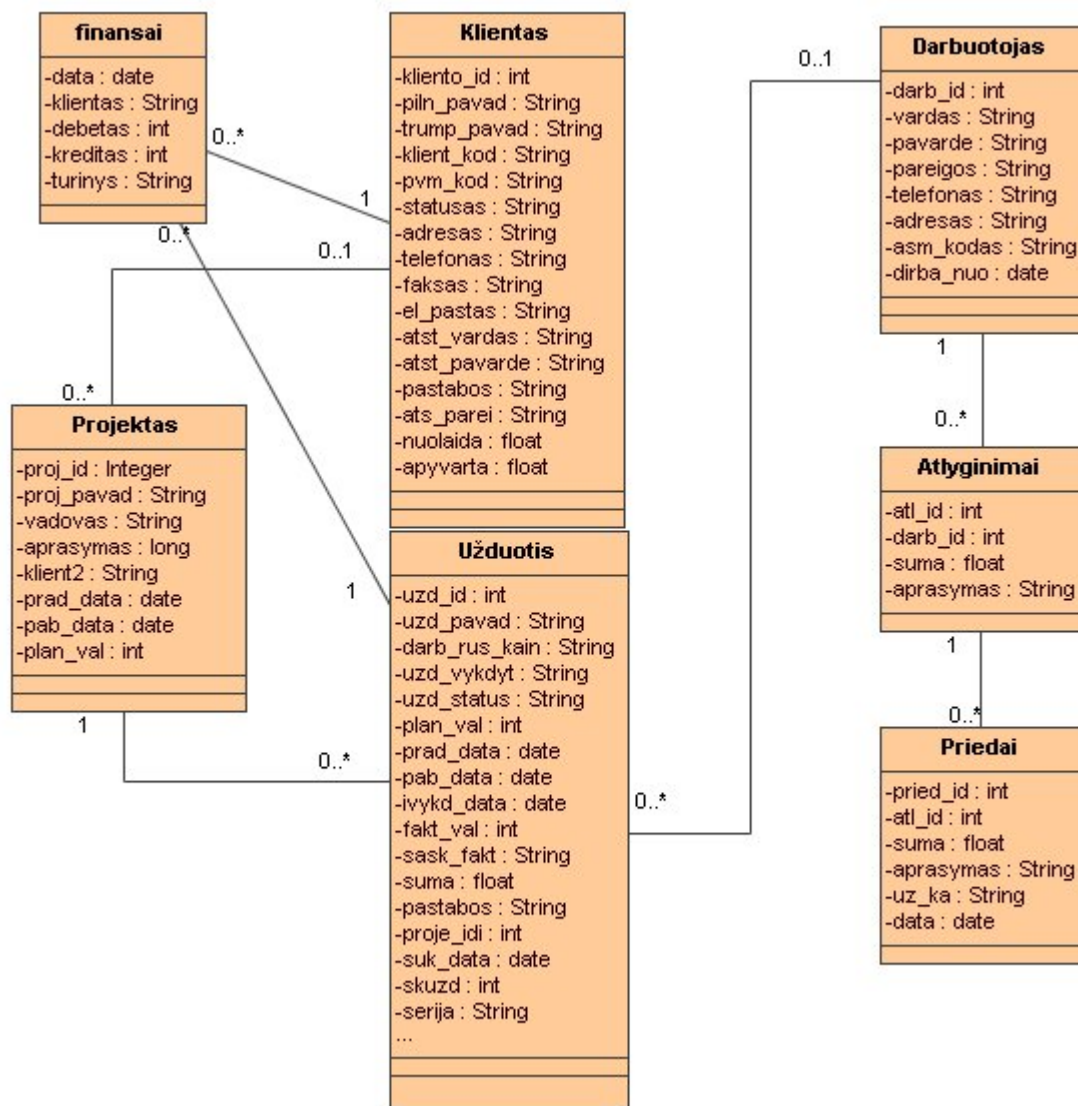 finansai
-data : date
-klientas : String
-debetas : int
-kreditas : int
-turinys : String
0..*
1
0..*
1
Klientas
-kliento_id : int
-piln_pavad : String
-trump_pavad : String
-klient_kod : String
-pvm_kod : String
-statusas : String
-adresas : String
-telefonas : String
-faksas : String
-el_pastas : String
-atst_vardas : String
-atst_pavarde : String
-pastabos : String
-ats_parei : String
-nuolaida : float
-apyvarta : float
0..1
0..*
Projektas
-proj_id : Integer
-proj_pavad : String
-vadovas : String
-aprasymas : long
-klient2 : String
-prad_data : date
-pab_data : date
-plan_val : int
1
0..*
Užduotis
-uzd_id : int
-uzd_pavad : String
-darb_rus_kain : String
-uzd_vykdyt : String
-uzd_status : String
-plan_val : int
-prad_data : date
-pab_data : date
-ivykd_data : date
-fakt_val : int
-sask_fakt : String
-suma : float
-pastabos : String
-proje_idi : int
-suk_data : date
-skuzd : int
-serija : String
...
0..*
0..1
Darbuotojas
-darb_id : int
-vardas : String
-pavarde : String
-pareigos : String
-telefonas : String
-adresas : String
-asm_kodas : String
-dirba_nuo : date
1
0..*
Atlyginimai
-atl_id : int
-darb_id : int
-suma : float
-aprasymas : String
1
0..*
Priedai
-pried_id : int
-atl_id : int
-suma : float
-aprasymas : String
-uz_ka : String
-data : date